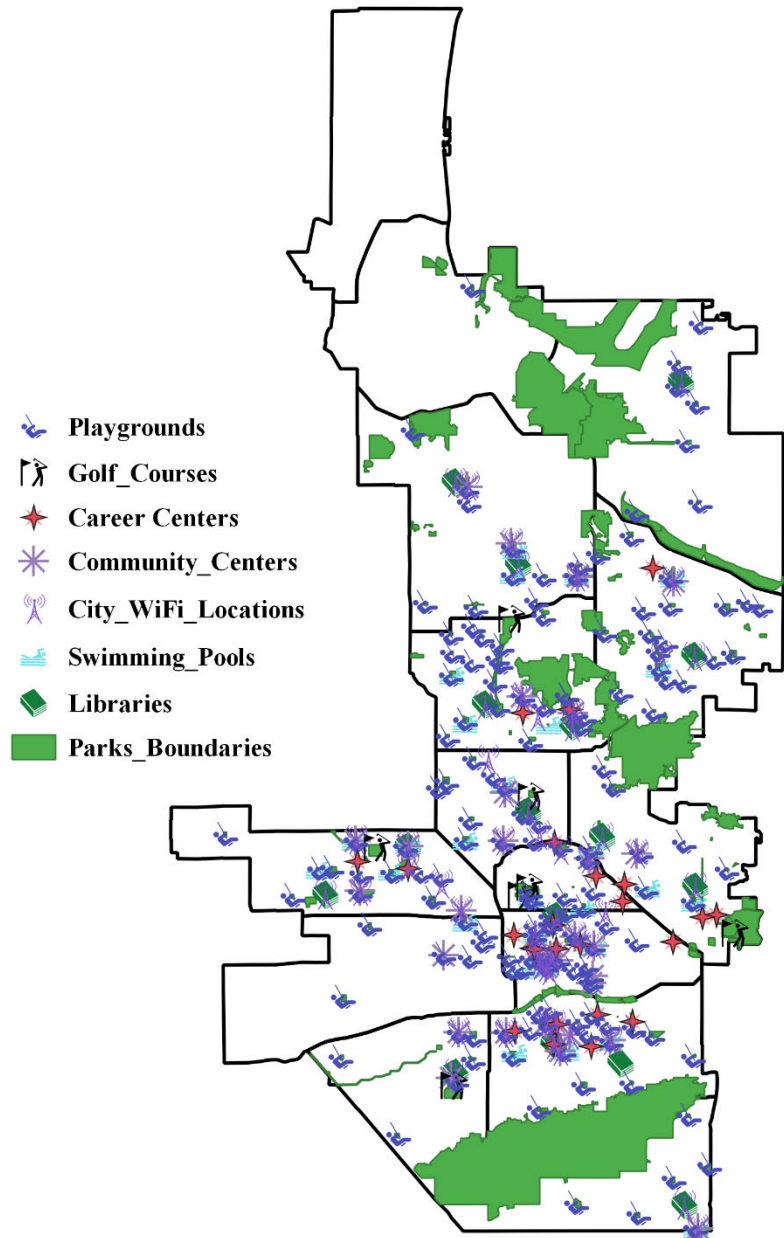 Playgrounds
Golf_Courses
Career Centers
Community_Centers
City_WiFi_Locations
Swimming_Pools
Libraries
Parks_Boundaries